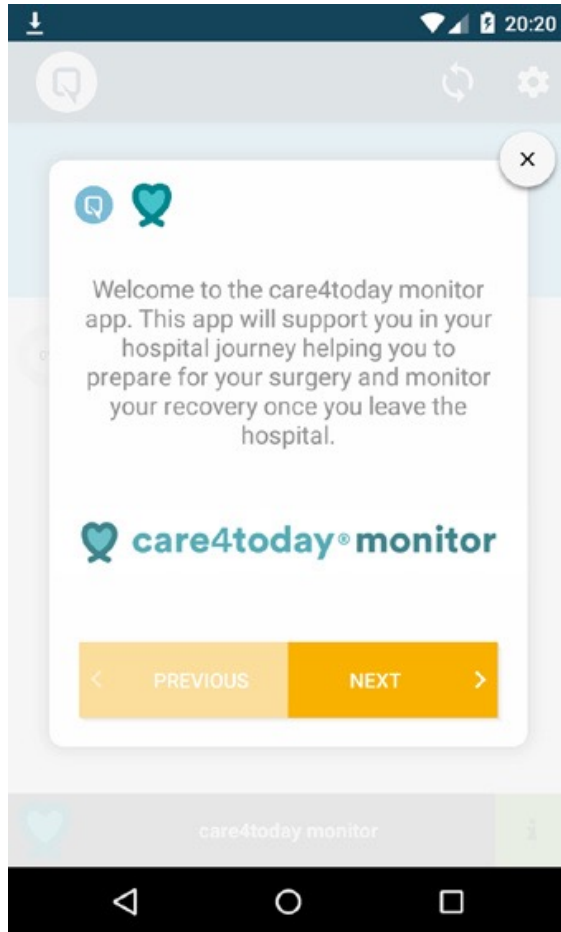 20:20
Welcome to the care4today monitor
app. This app will support you in your
hospital journey helping you to
prepare for your surgery and monitor
your recovery once you leave the
hospital.
care4today® monitor
PREVIOUS NEXT
care4today monitor